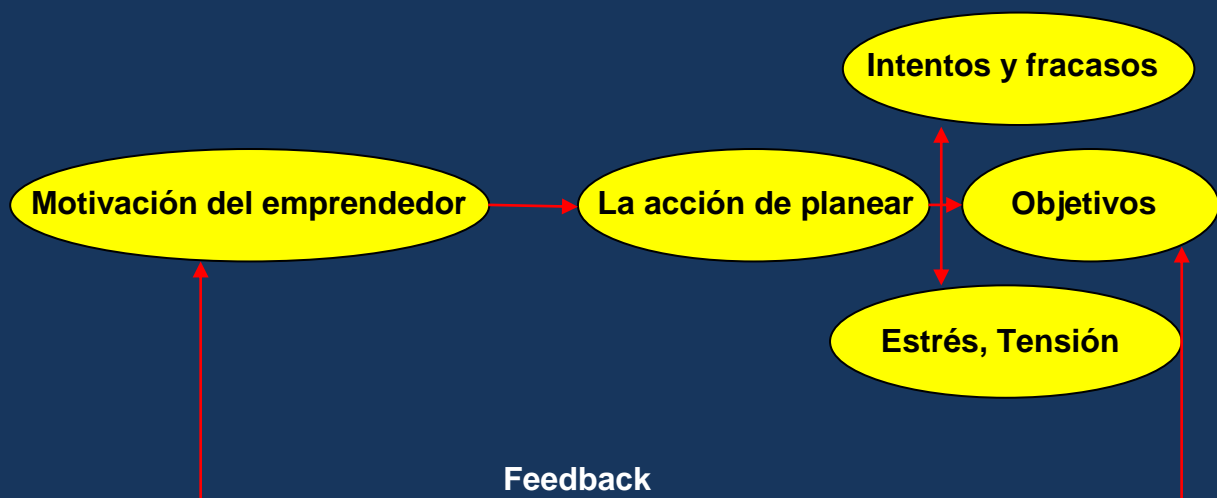 Intentos y fracasos
Motivación del emprendedor
La acción de planear
Objetivos
Estrés, Tensión
Feedback